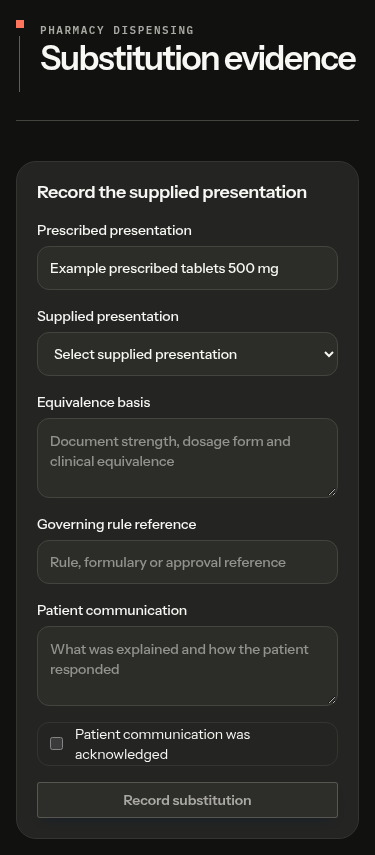 PHARMACY DISPENSING
Substitution evidence
Record the supplied presentation
Prescribed presentation
Example prescribed tablets 500 mg
Supplied presentation
Select supplied presentation
Equivalence basis
Document strength, dosage form and
clinical equivalence
Governing rule reference
Rule, formulary or approval reference
Patient communication
What was explained and how the patient
responded
Patient communication was
acknowledged
Record substitution